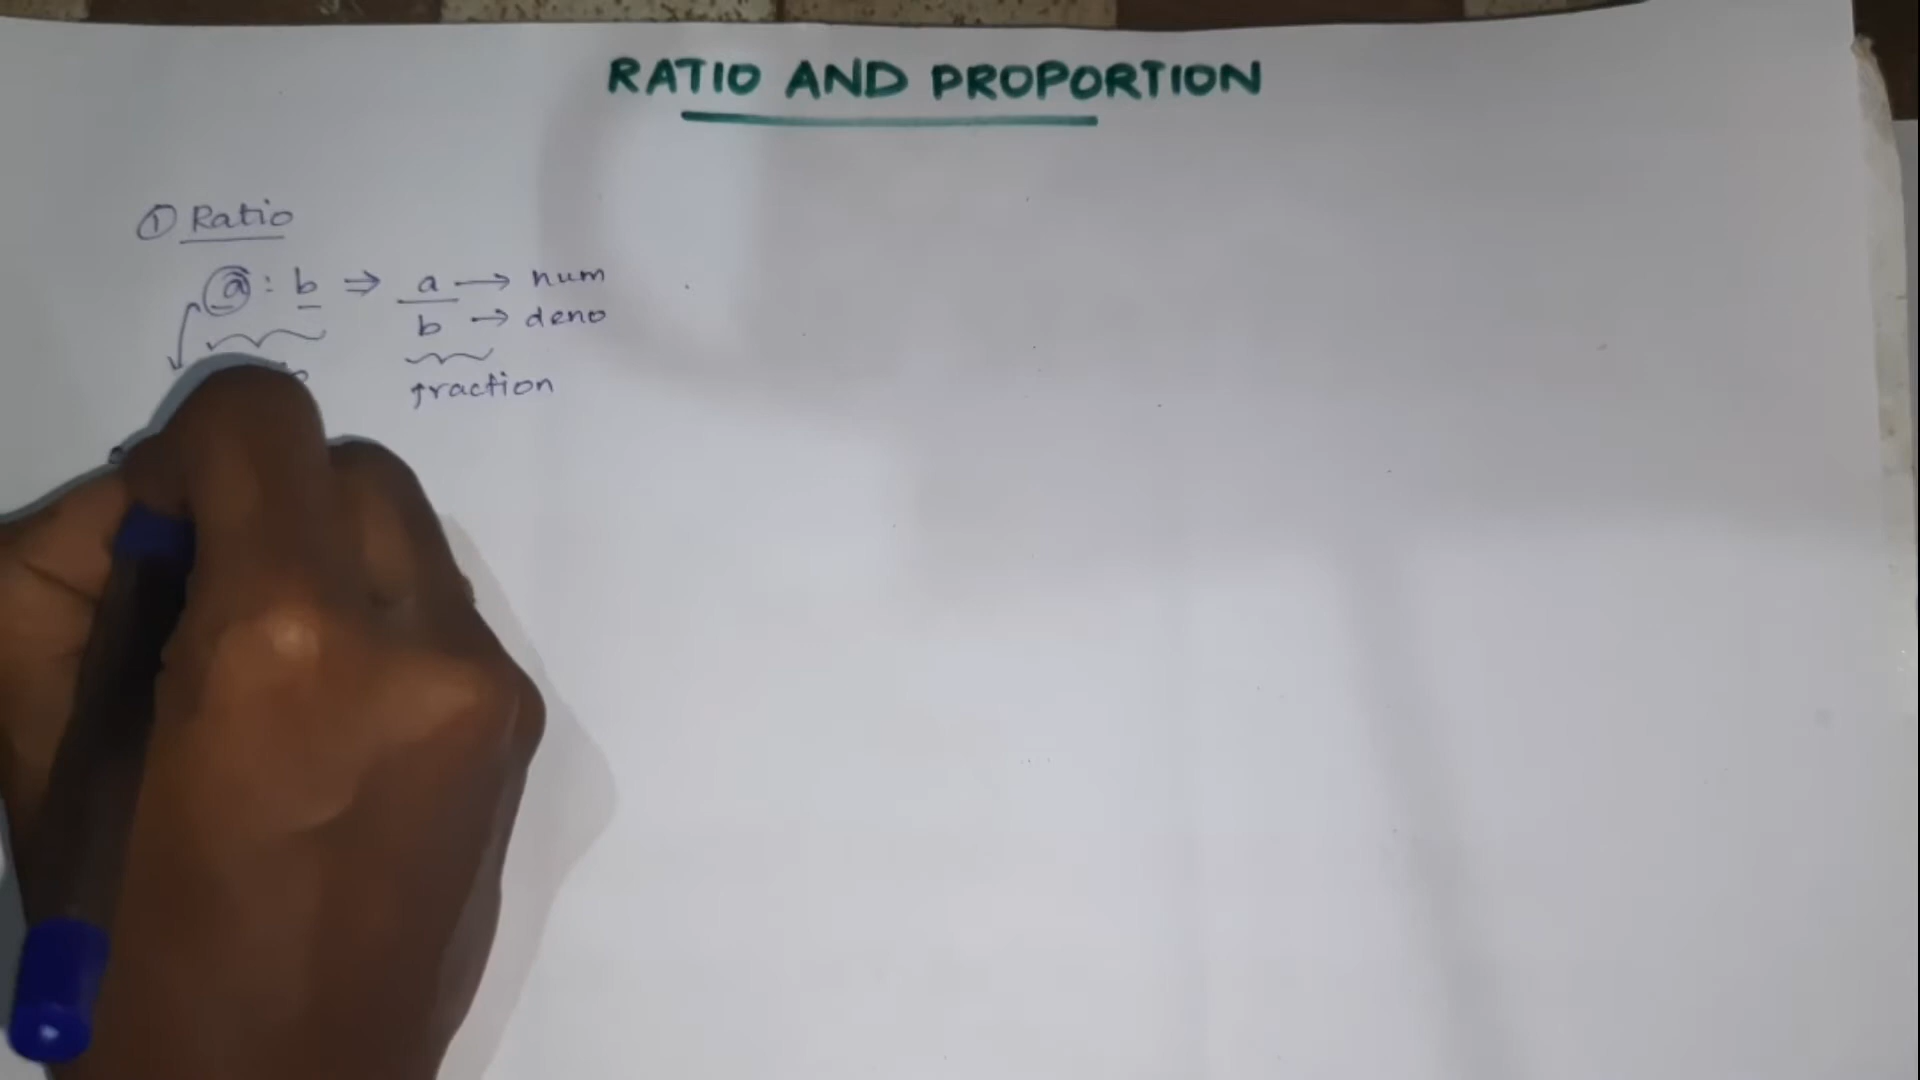 RATIO AND PROPORTION
① Ratio
a : b ⇒ a/b
a → num
b → deno
fraction